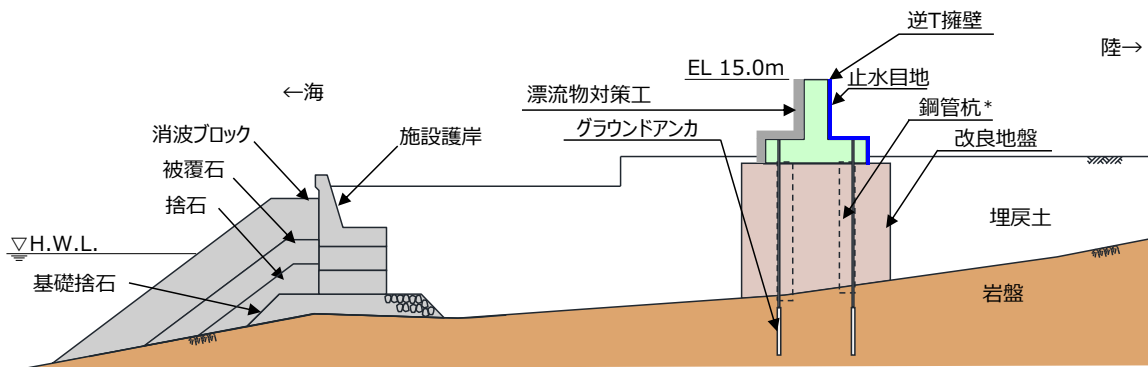 逆T擁壁
陸→
EL 15.0m
止水目地
←海
漂流物対策工
鋼管杭*
消波ブロック
施設護岸
グラウンドアンカ
改良地盤
被覆石
捨石
埋戻土
▽H.W.L.
基礎捨石
岩盤